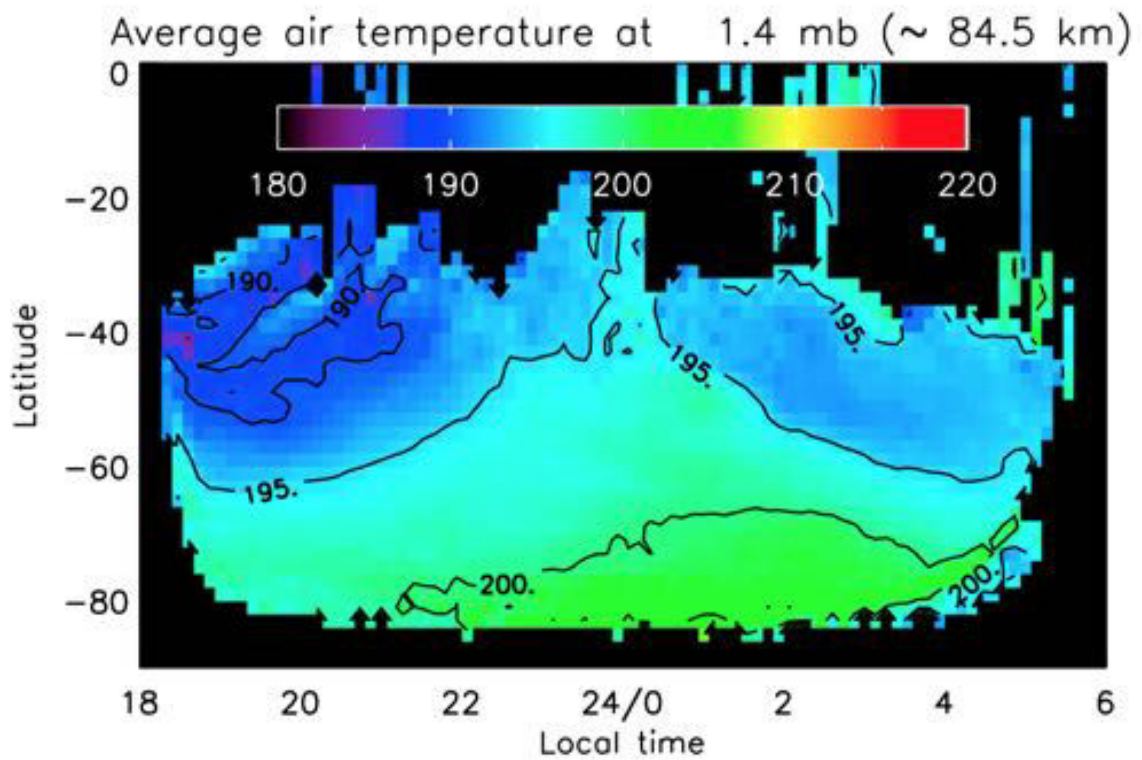 Average air temperature at 1.4 mb (~ 84.5 km)
0
180 190 200 210 220
-20
190.
190.
195.
-40
195.
Latitude
-60
195.
200.
200.
-80
18 20 22 24/0 2 4 6
Local time